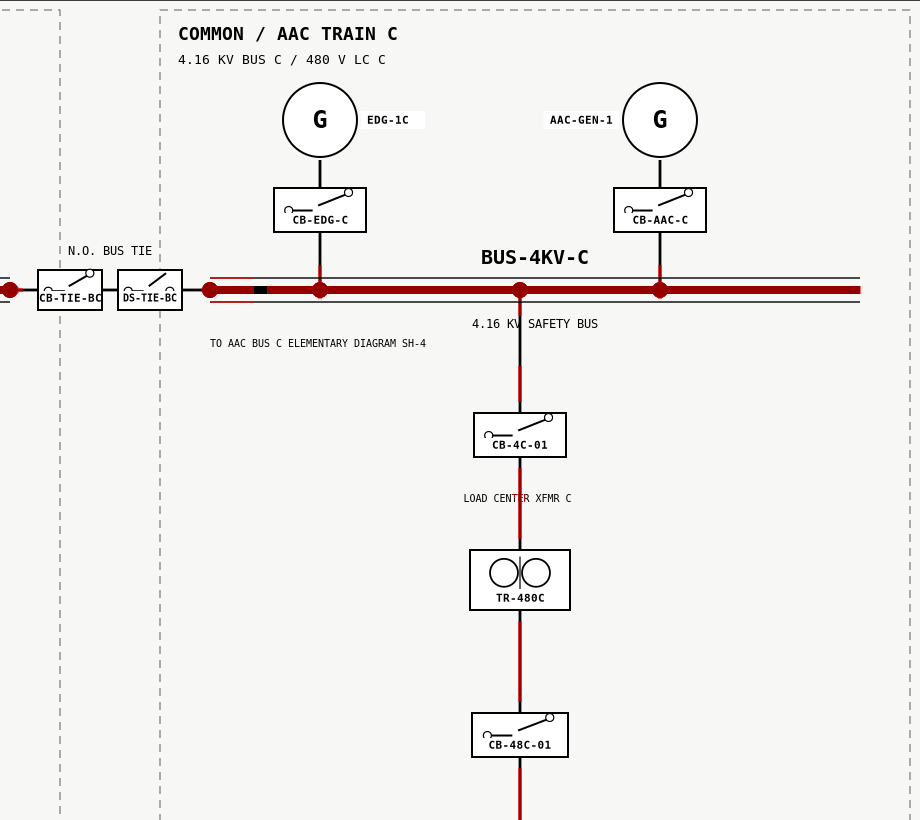 COMMON / AAC TRAIN C
4.16 KV BUS C / 480 V LC C
G
EDG-1C
AAC-GEN-1
G
CB-EDG-C
CB-AAC-C
N.O. BUS TIE
BUS-4KV-C
CB-TIE-BC
DS-TIE-BC
4.16 KV SAFETY BUS
TO AAC BUS C ELEMENTARY DIAGRAM SH-4
CB-4C-01
LOAD CENTER XFMR C
TR-480C
CB-48C-01